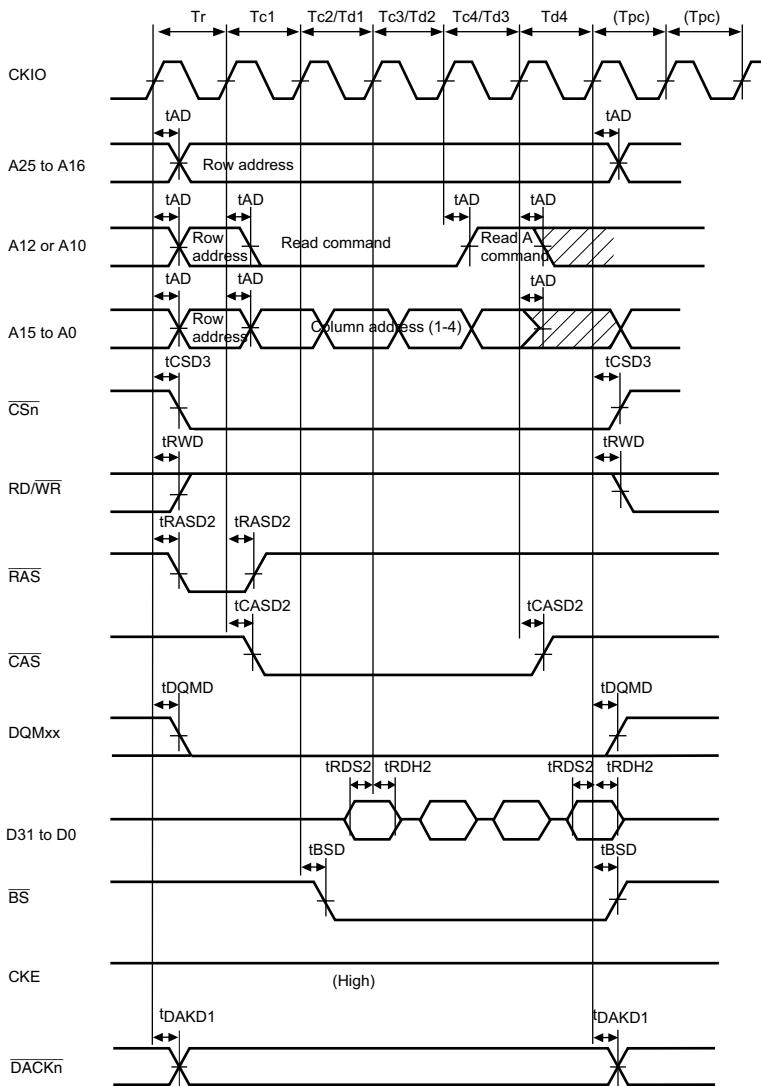 Tr Tc1 Tc2/Td1 Tc3/Td2 Tc4/Td3 Td4 (Tpc) (Tpc)
CKIO
tAD tAD
A25 to A16 Row address
tAD tAD tAD tAD
A12 or A10 Row address Read command Read A command
tAD tAD tAD
A15 to A0 Row address Column address (1-4)
tCSD3 tCSD3
CSn
tRWD tRWD
RD/WR
tRASD2 tRASD2
RAS
tCASD2 tCASD2
CAS
tDQMD tDQMD
DQMxx
tRDS2 tRDH2 tRDS2 tRDH2
D31 to D0
tBSD tBSD
BS
CKE (High)
tDAKD1 tDAKD1
DACKn